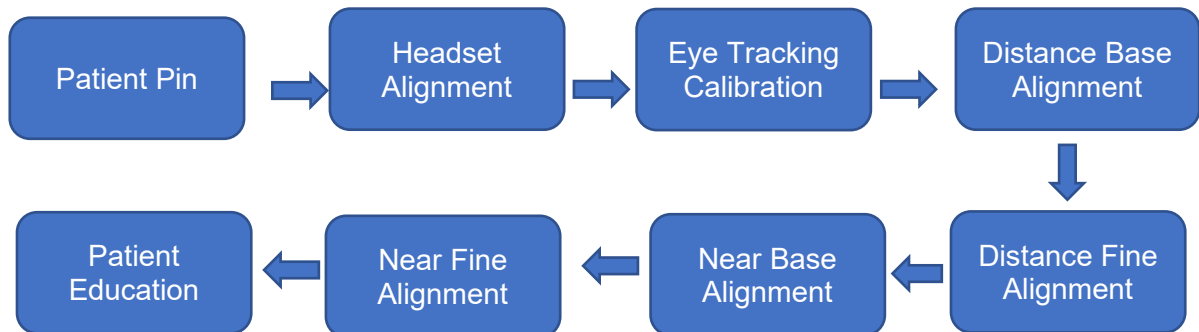 Patient Pin
Headset
Alignment
Eye Tracking
Calibration
Distance Base
Alignment
Distance Fine
Alignment
Near Base
Alignment
Near Fine
Alignment
Patient
Education